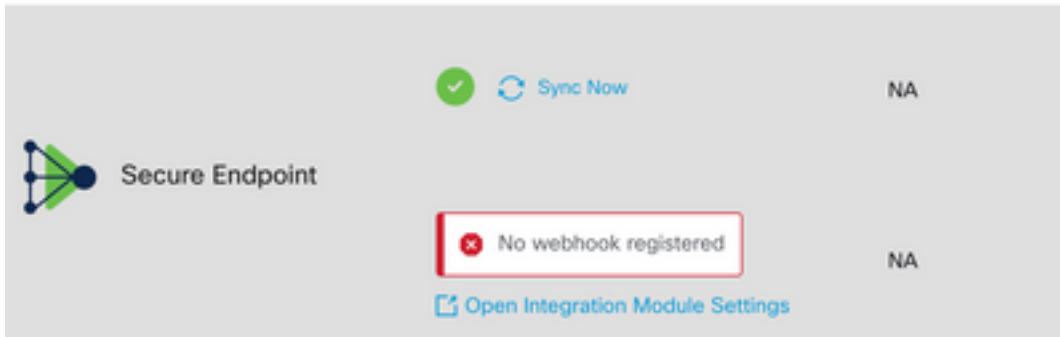 Sync Now
NA
Secure Endpoint
No webhook registered
NA
Open Integration Module Settings